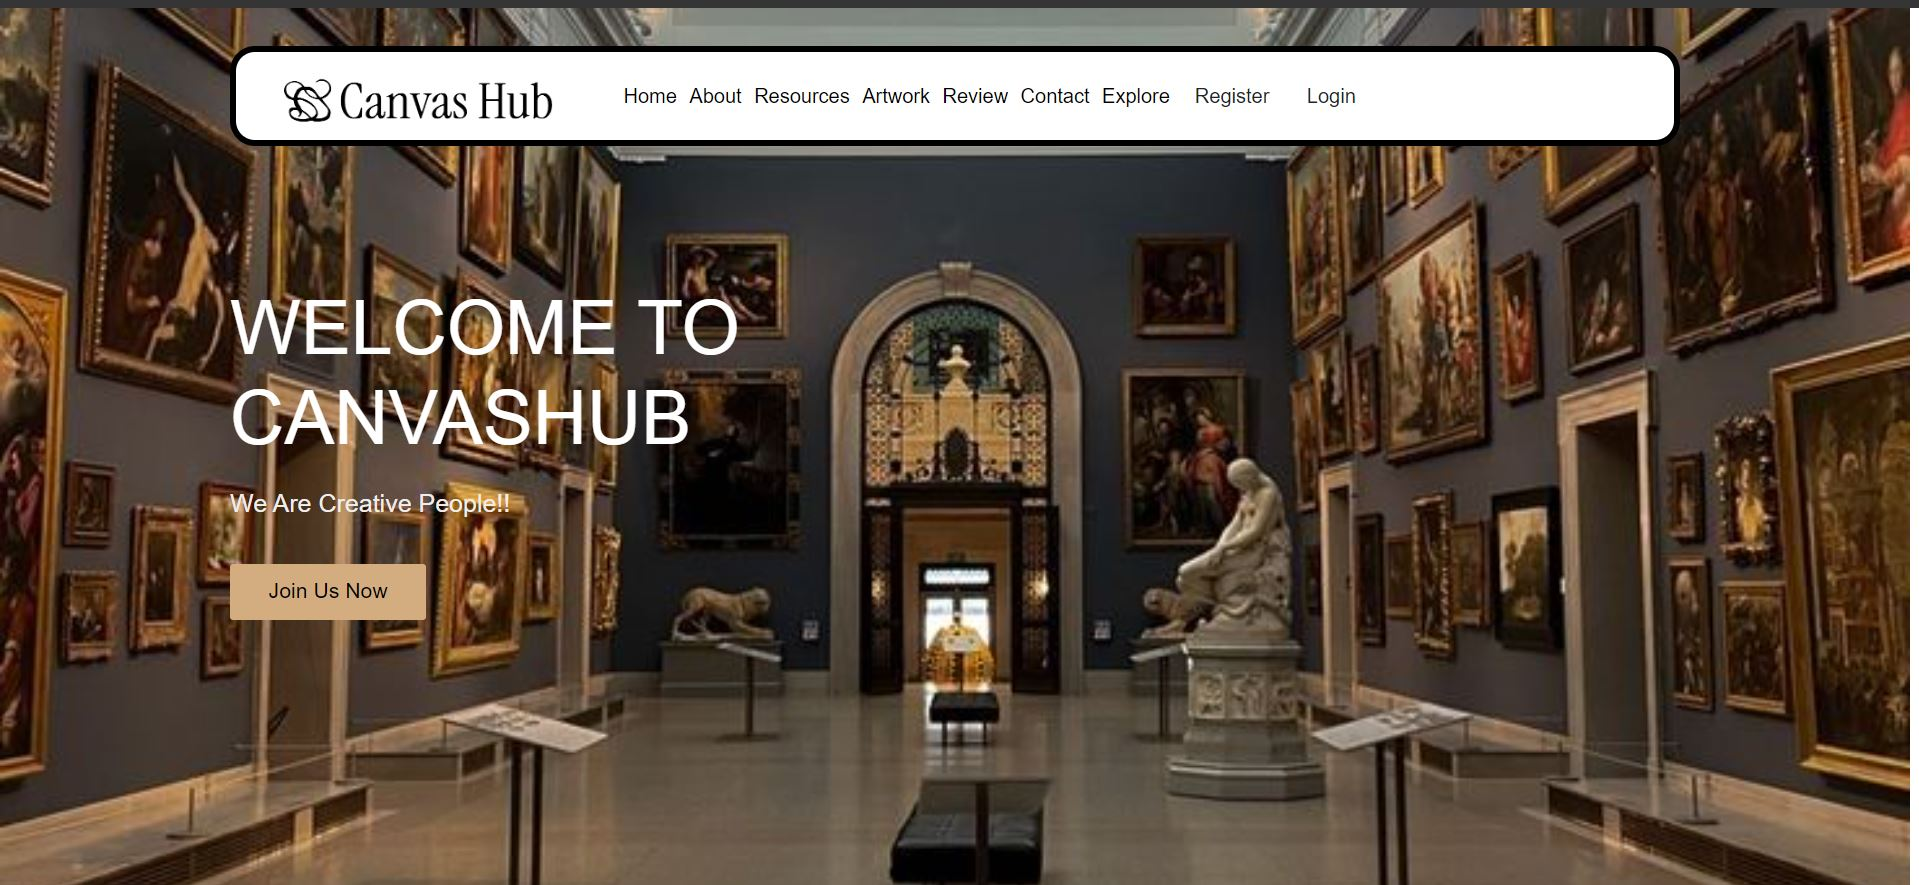 Canvas Hub
Home About Resources Artwork Review Contact Explore Register Login
WELCOME TO
CANVASHUB
We Are Creative People!!
Join Us Now